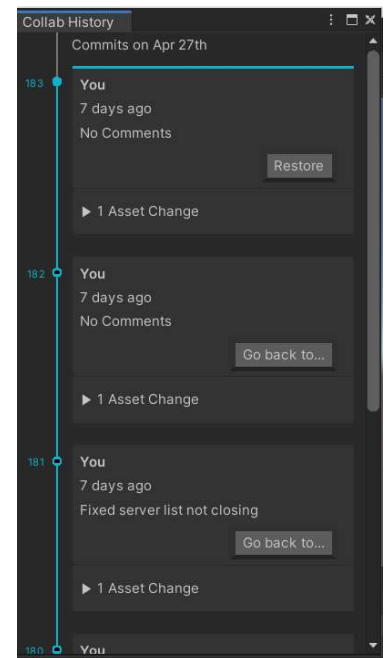 Collab History
Commits on Apr 27th
183
You
7 days ago
No Comments
Restore
1 Asset Change
182
You
7 days ago
No Comments
Go back to...
1 Asset Change
181
You
7 days ago
Fixed server list not closing
Go back to...
1 Asset Change
180
You